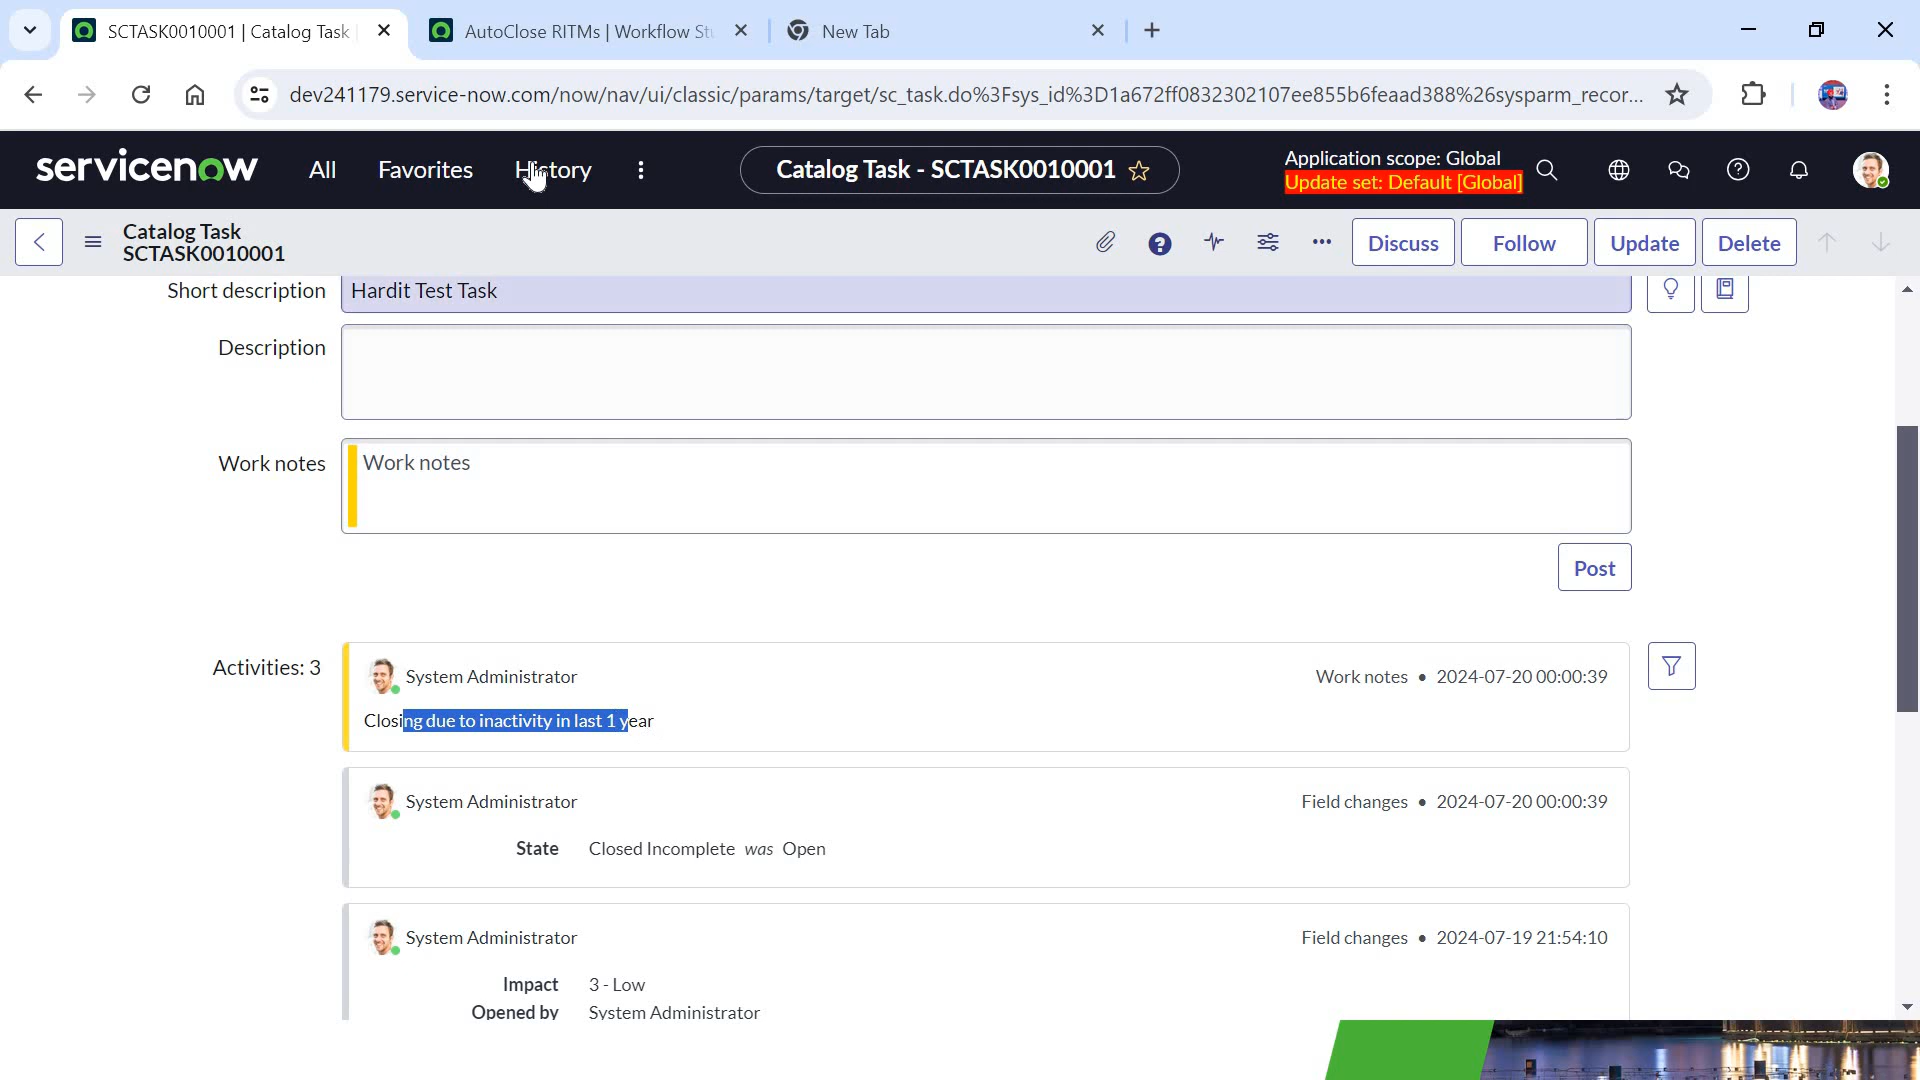 SCTASK0010001 | Catalog Task |
AutoClose RITMs | Workflow Stu
New Tab
dev241179.service-now.com/now/nav/ui/classic/params/target/sc_task.do%3Fsys_id%3D1a672ff0832302107ee855b6feaad388%26sysparm_recor...
servicenow
All
Favorites
History
Catalog Task - SCTASK0010001
Application scope: Global
Update set: Default [Global]
Catalog Task
SCTASK0010001
Discuss
Follow
Update
Delete
Short description
Hardit Test Task
Description
Work notes
Work notes
Post
Activities: 3
System Administrator
Work notes • 2024-07-20 00:00:39
Closing due to inactivity in last 1 year
System Administrator
Field changes • 2024-07-20 00:00:39
State Closed Incomplete was Open
System Administrator
Field changes • 2024-07-19 21:54:10
Impact 3 - Low
Opened by System Administrator